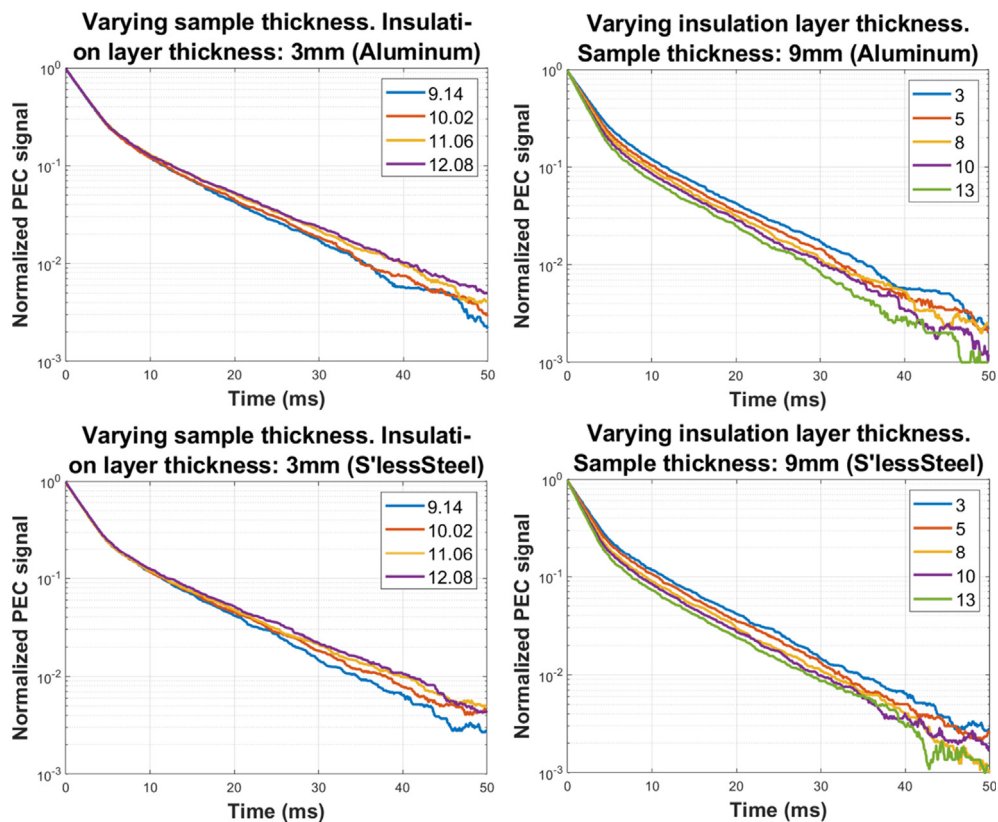 Varying sample thickness. Insulati-
on layer thickness: 3mm (Aluminum)
Normalized PEC signal
10^0
10^-1
10^-2
10^-3
9.14
10.02
11.06
12.08
0 10 20 30 40 50
Time (ms)
Varying insulation layer thickness.
Sample thickness: 9mm (Aluminum)
Normalized PEC signal
10^0
10^-1
10^-2
10^-3
3
5
8
10
13
0 10 20 30 40 50
Time (ms)
Varying sample thickness. Insulati-
on layer thickness: 3mm (S'lessSteel)
Normalized PEC signal
10^0
10^-1
10^-2
10^-3
9.14
10.02
11.06
12.08
0 10 20 30 40 50
Time (ms)
Varying insulation layer thickness.
Sample thickness: 9mm (S'lessSteel)
Normalized PEC signal
10^0
10^-1
10^-2
10^-3
3
5
8
10
13
0 10 20 30 40 50
Time (ms)